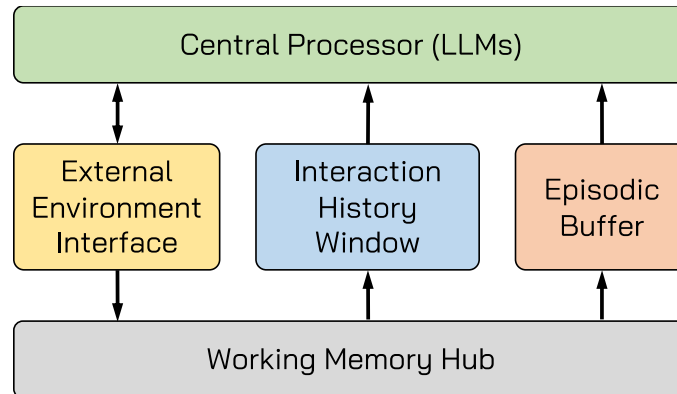 Central Processor (LLMs)
External
Environment
Interface
Interaction
History
Window
Episodic
Buffer
Working Memory Hub